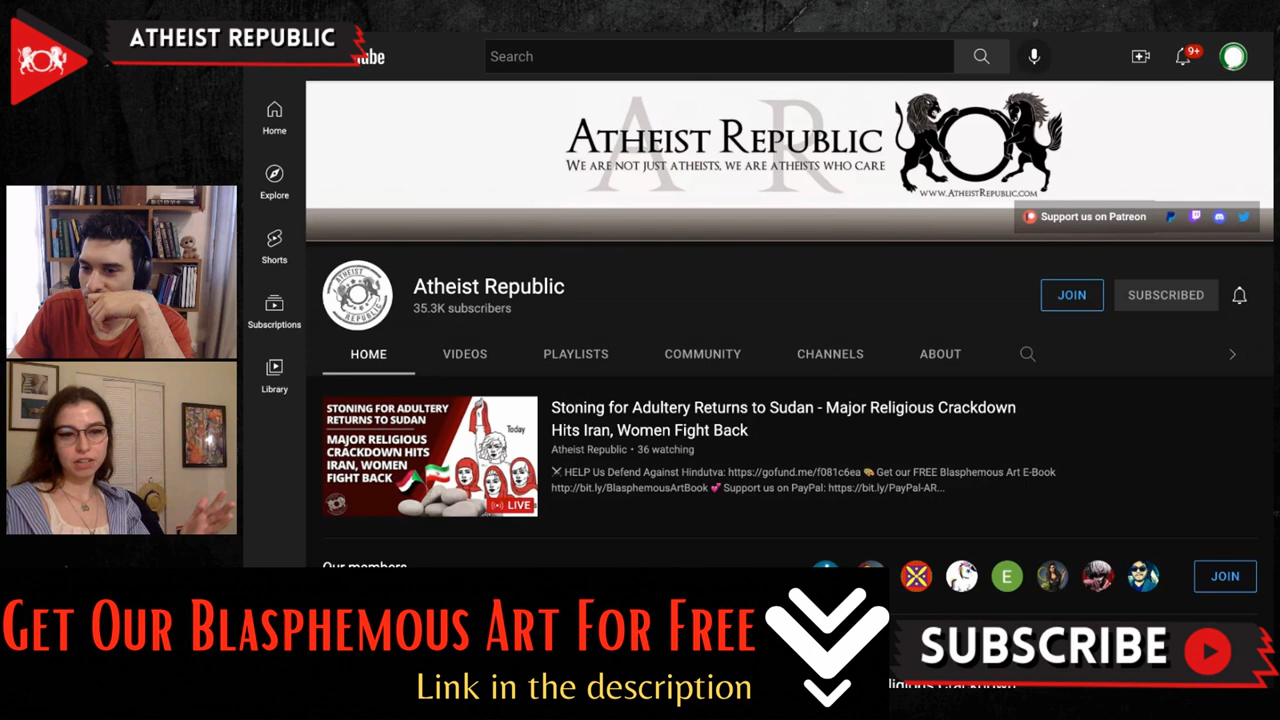 ATHEIST REPUBLIC
Search
9+
Home
Explore
Shorts
Subscriptions
Library
ATHEIST REPUBLIC
WE ARE NOT JUST ATHEISTS, WE ARE ATHEISTS WHO CARE
WWW.ATHEISTREPUBLIC.COM
Support us on Patreon
Atheist Republic
35.3K subscribers
JOIN
SUBSCRIBED
HOME
VIDEOS
PLAYLISTS
COMMUNITY
CHANNELS
ABOUT
STONING FOR ADULTERY
RETURNS TO SUDAN
MAJOR RELIGIOUS
CRACKDOWN HITS
IRAN, WOMEN
FIGHT BACK
Today
LIVE
Stoning for Adultery Returns to Sudan - Major Religious Crackdown
Hits Iran, Women Fight Back
Atheist Republic • 36 watching
⚔️ HELP Us Defend Against Hindutva: https://gofund.me/f081c6ea 🎨 Get our FREE Blasphemous Art E-Book
http://bit.ly/BlasphemousArtBook 💞 Support us on PayPal: https://bit.ly/PayPal-AR...
Our members
E
JOIN
GET OUR BLASPHEMOUS ART FOR FREE
Link in the description
SUBSCRIBE